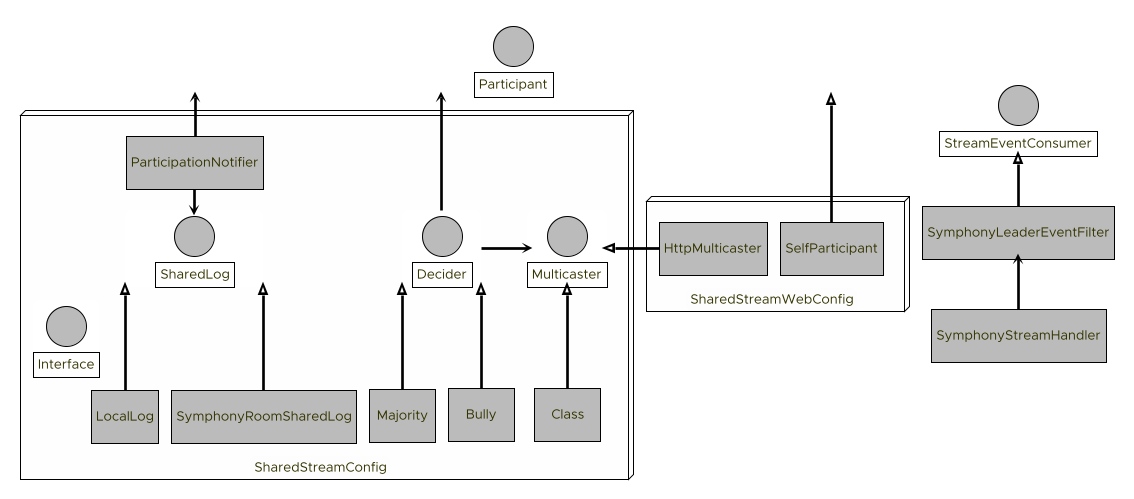 Participant
StreamEventConsumer
ParticipationNotifier
SymphonyLeaderEventFilter
HttpMulticaster
SelfParticipant
SharedLog
Decider
Multicaster
SharedStreamWebConfig
SymphonyStreamHandler
Interface
LocalLog
SymphonyRoomSharedLog
Majority
Bully
Class
SharedStreamConfig